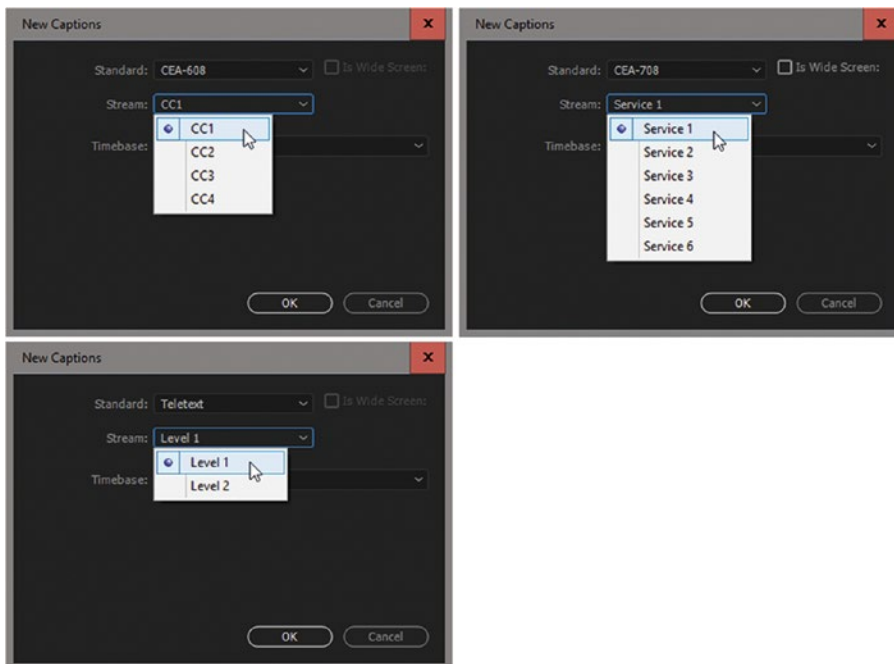 New Captions x
Standard: CEA-608 Is Wide Screen:
Stream: CC1
CC1
Timebase:
CC2
CC3
CC4
OK Cancel
New Captions x
Standard: CEA-708 Is Wide Screen:
Stream: Service 1
Service 1
Timebase: Service 2
Service 3
Service 4
Service 5
Service 6
OK Cancel
New Captions x
Standard: Teletext Is Wide Screen:
Stream: Level 1
Level 1
Timebase: Level 2
OK Cancel